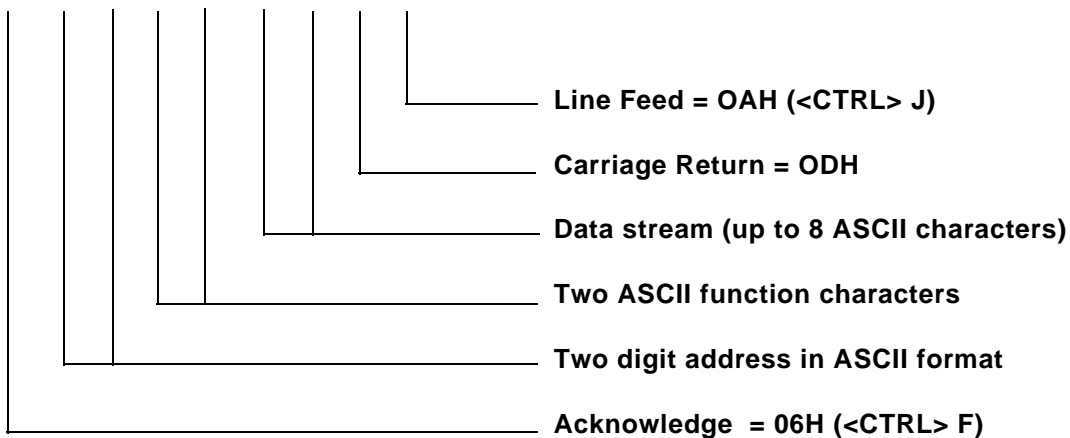 Line Feed = OAH (<CTRL> J)
Carriage Return = ODH
Data stream (up to 8 ASCII characters)
Two ASCII function characters
Two digit address in ASCII format
Acknowledge = 06H (<CTRL> F)